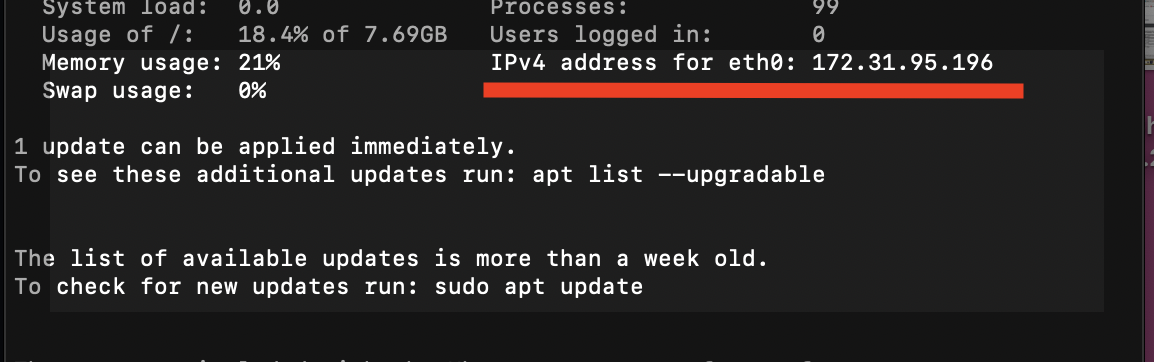 System load: 0.0 Processes: 99
Usage of /: 18.4% of 7.69GB Users logged in: 0
Memory usage: 21% IPv4 address for eth0: 172.31.95.196
Swap usage: 0%
1 update can be applied immediately.
To see these additional updates run: apt list --upgradable
The list of available updates is more than a week old.
To check for new updates run: sudo apt update